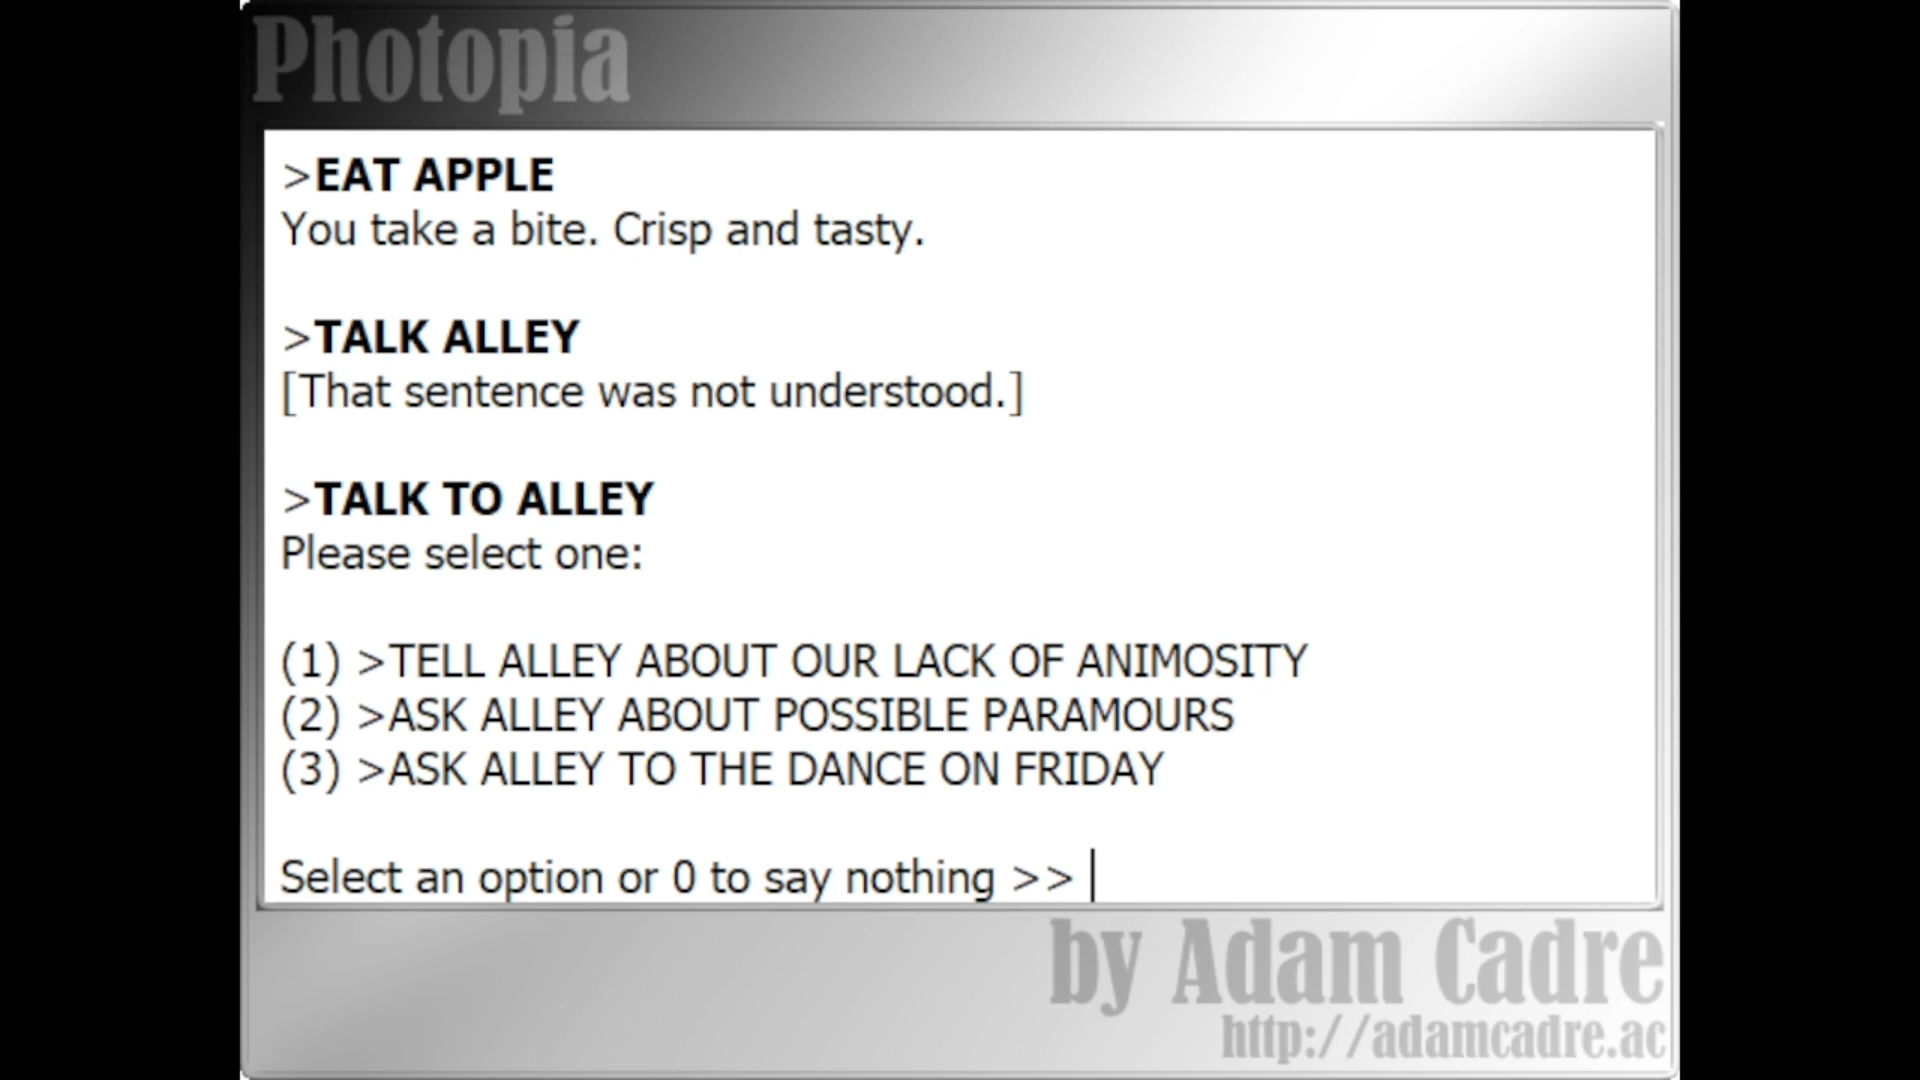 Photopia
>EAT APPLE
You take a bite. Crisp and tasty.
>TALK ALLEY
[That sentence was not understood.]
>TALK TO ALLEY
Please select one:
(1) >TELL ALLEY ABOUT OUR LACK OF ANIMOSITY
(2) >ASK ALLEY ABOUT POSSIBLE PARAMOURS
(3) >ASK ALLEY TO THE DANCE ON FRIDAY
Select an option or 0 to say nothing >>
by Adam Cadre
http://adamcadre.ac